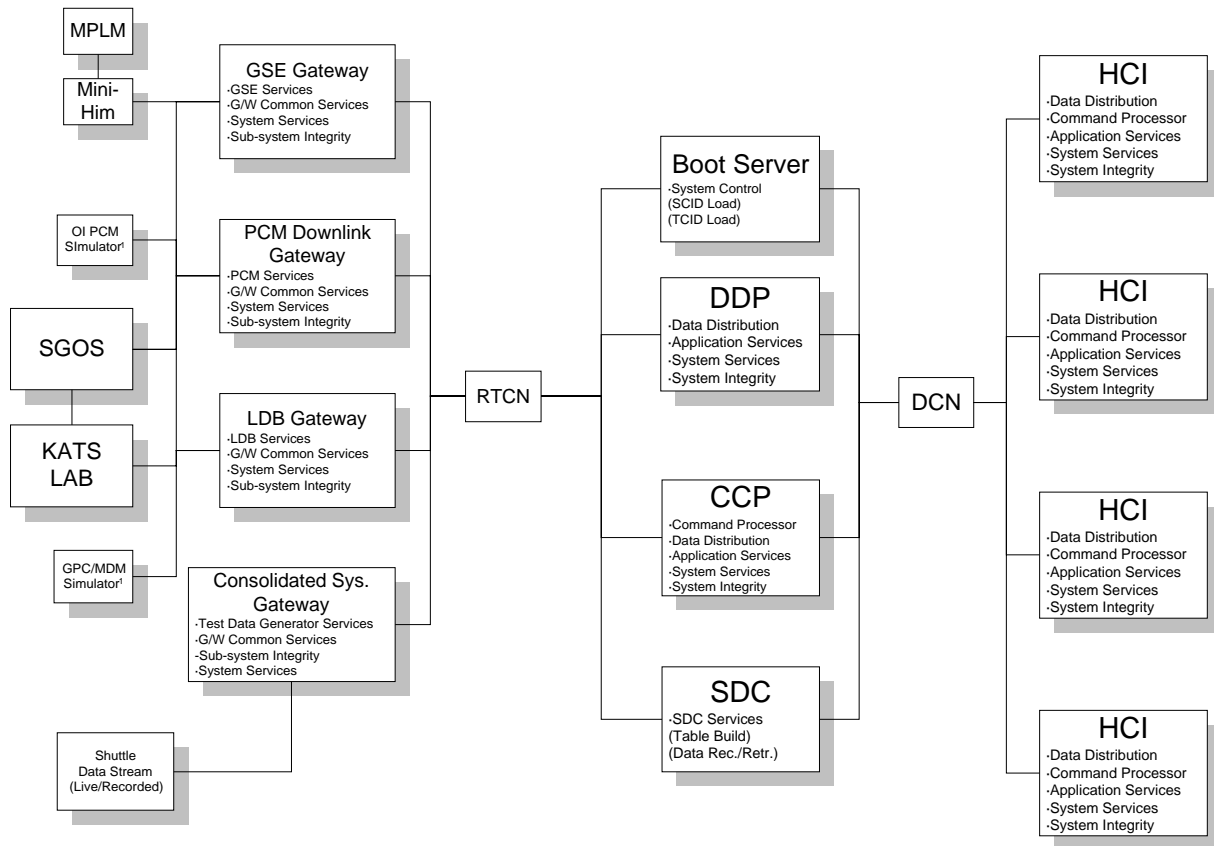 MPLM
Mini-
Him
GSE Gateway
·GSE Services
·G/W Common Services
·System Services
·Sub-system Integrity
OI PCM
SImulator¹
PCM Downlink
Gateway
·PCM Services
·G/W Common Services
·System Services
·Sub-system Integrity
SGOS
KATS
LAB
LDB Gateway
·LDB Services
·G/W Common Services
·System Services
·Sub-system Integrity
GPC/MDM
Simulator¹
Consolidated Sys.
Gateway
·Test Data Generator Services
·G/W Common Services
-Sub-system Integrity
·System Services
Shuttle
Data Stream
(Live/Recorded)
RTCN
Boot Server
·System Control
(SCID Load)
(TCID Load)
DDP
·Data Distribution
·Application Services
·System Services
·System Integrity
CCP
·Command Processor
·Data Distribution
·Application Services
·System Services
·System Integrity
SDC
·SDC Services
(Table Build)
(Data Rec./Retr.)
DCN
HCI
·Data Distribution
·Command Processor
·Application Services
·System Services
·System Integrity
HCI
·Data Distribution
·Command Processor
·Application Services
·System Services
·System Integrity
HCI
·Data Distribution
·Command Processor
·Application Services
·System Services
·System Integrity
HCI
·Data Distribution
·Command Processor
·Application Services
·System Services
·System Integrity